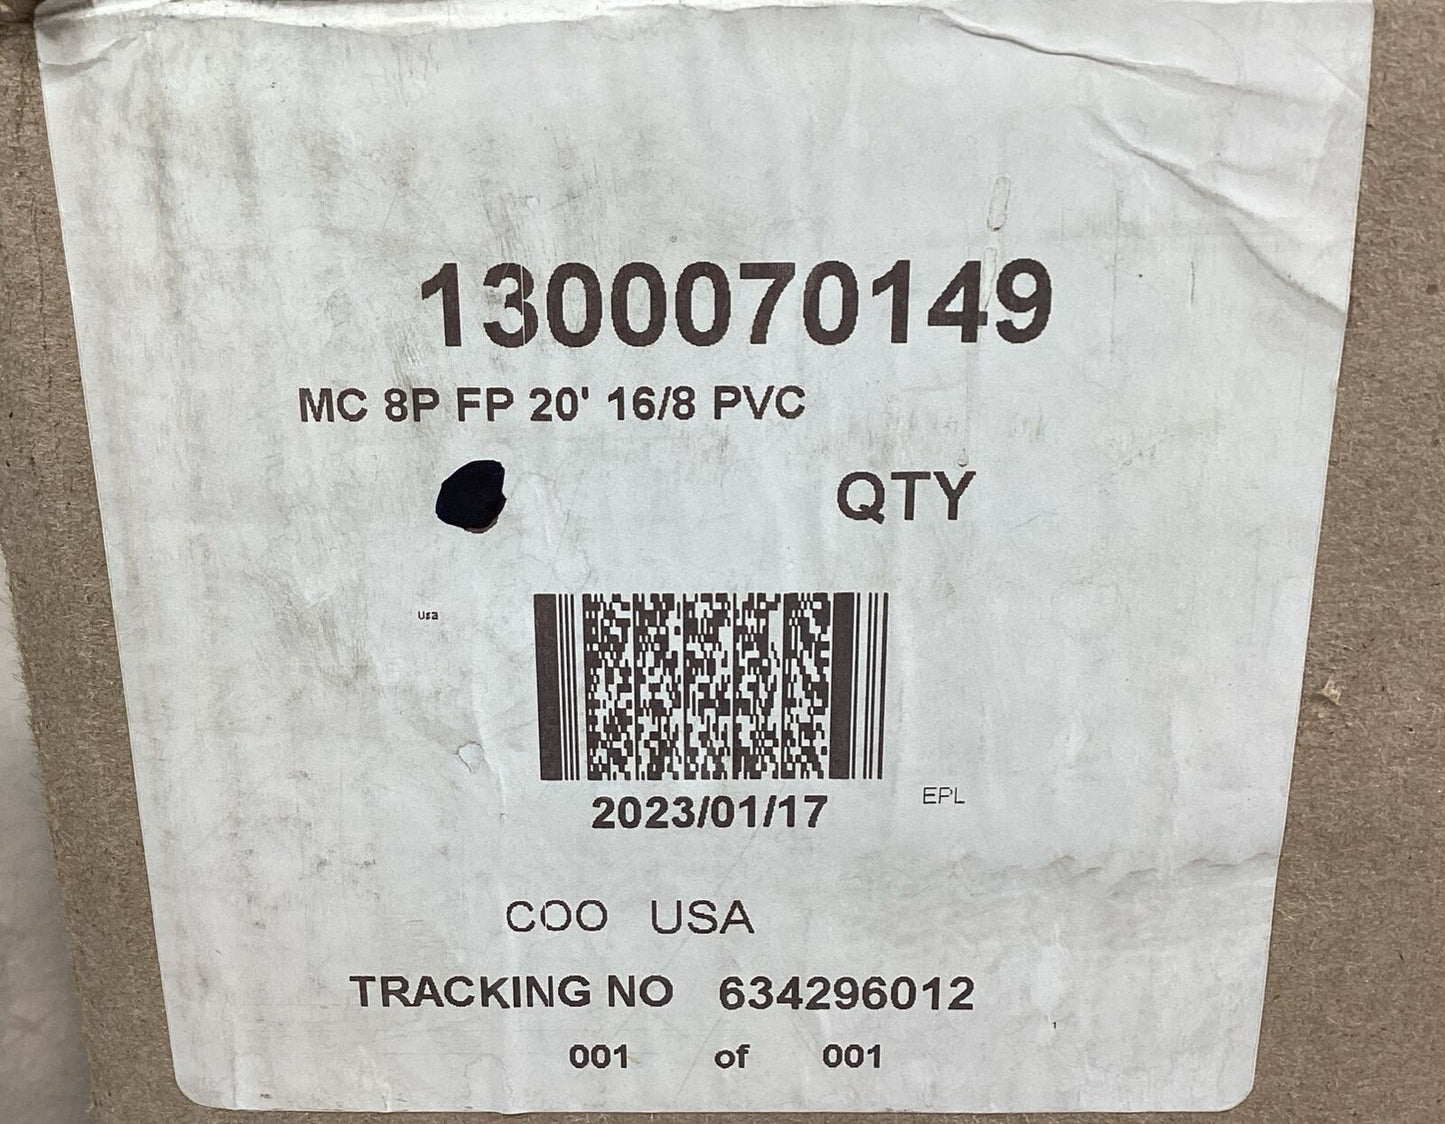 1300070149
MC 8P FP 20' 16/8 PVC
QTY
Usa
2023/01/17
EPL
COO USA
TRACKING NO 634296012
001 of 001